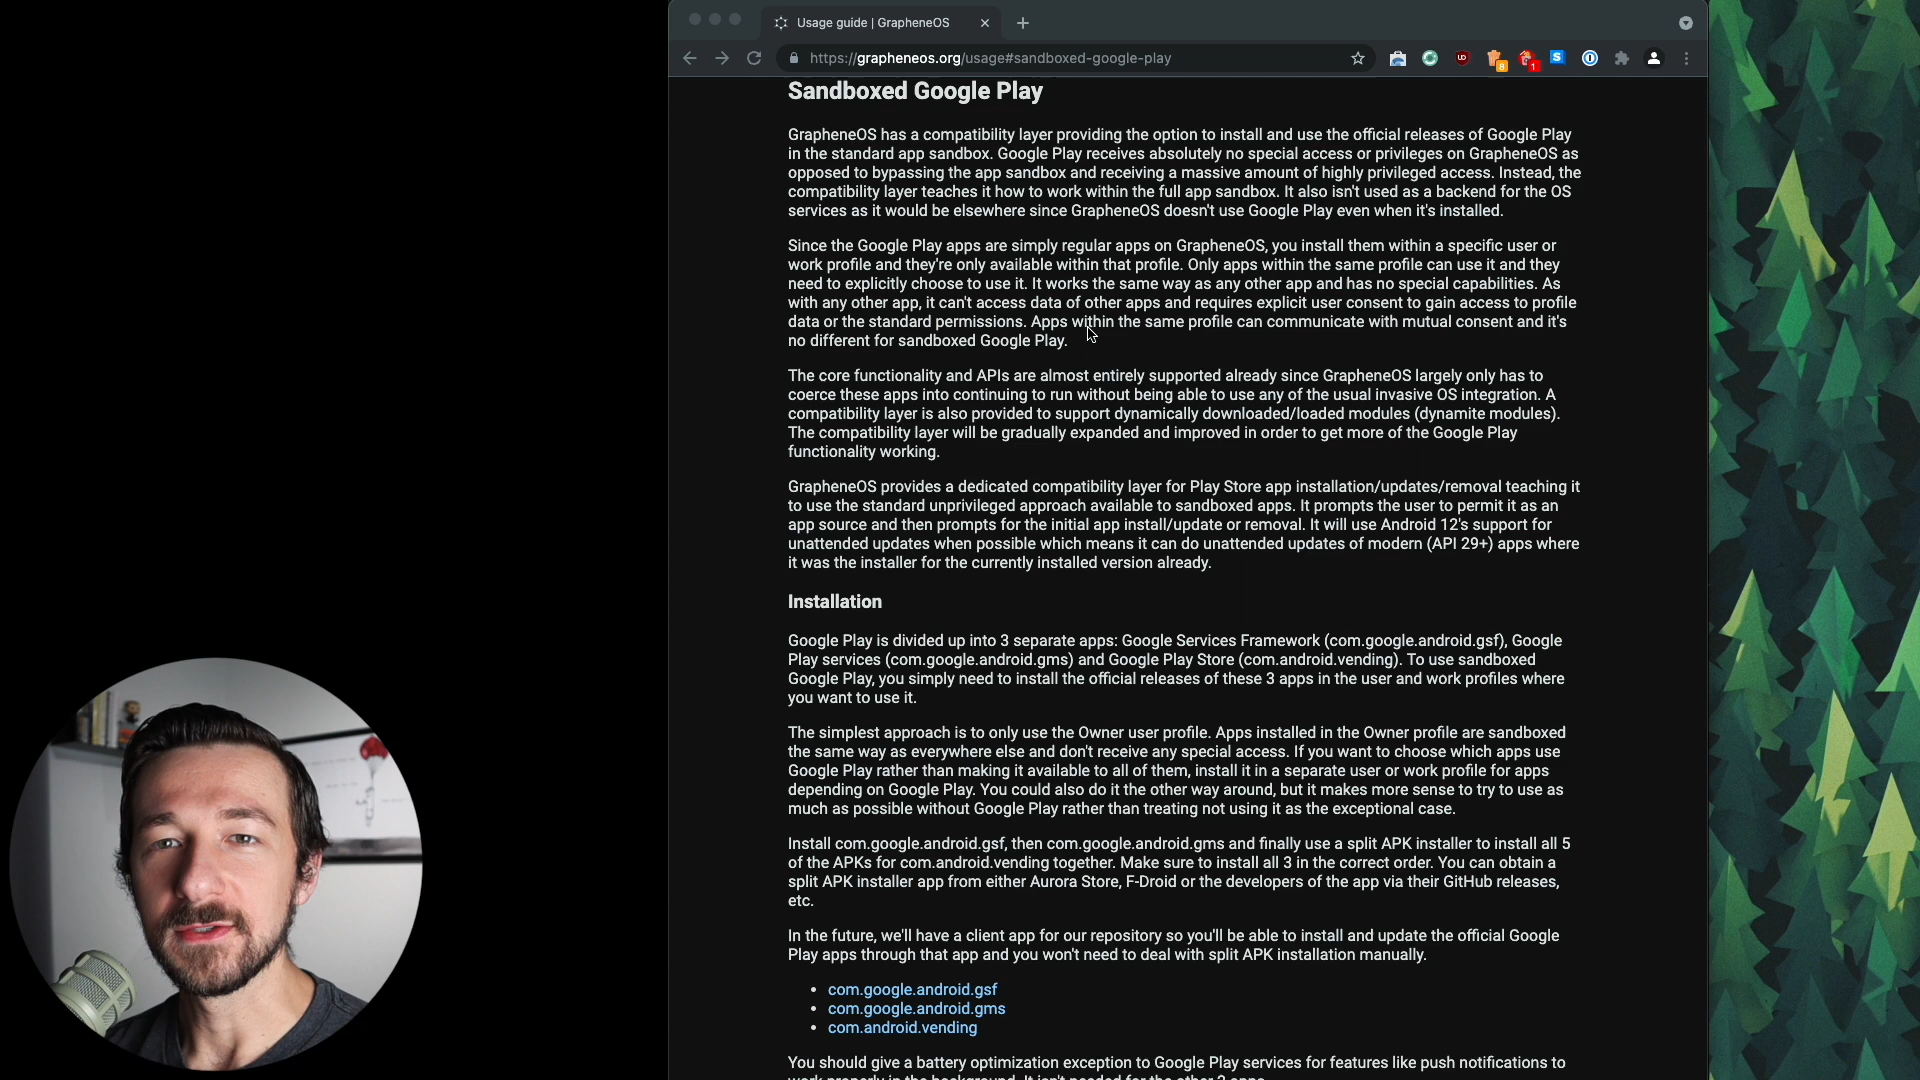 Usage guide | GrapheneOS
https://grapheneos.org/usage#sandboxed-google-play
UD
8
1
S
Sandboxed Google Play
GrapheneOS has a compatibility layer providing the option to install and use the official releases of Google Play
in the standard app sandbox. Google Play receives absolutely no special access or privileges on GrapheneOS as
opposed to bypassing the app sandbox and receiving a massive amount of highly privileged access. Instead, the
compatibility layer teaches it how to work within the full app sandbox. It also isn't used as a backend for the OS
services as it would be elsewhere since GrapheneOS doesn't use Google Play even when it's installed.
Since the Google Play apps are simply regular apps on GrapheneOS, you install them within a specific user or
work profile and they're only available within that profile. Only apps within the same profile can use it and they
need to explicitly choose to use it. It works the same way as any other app and has no special capabilities. As
with any other app, it can't access data of other apps and requires explicit user consent to gain access to profile
data or the standard permissions. Apps within the same profile can communicate with mutual consent and it's
no different for sandboxed Google Play.
The core functionality and APIs are almost entirely supported already since GrapheneOS largely only has to
coerce these apps into continuing to run without being able to use any of the usual invasive OS integration. A
compatibility layer is also provided to support dynamically downloaded/loaded modules (dynamite modules).
The compatibility layer will be gradually expanded and improved in order to get more of the Google Play
functionality working.
GrapheneOS provides a dedicated compatibility layer for Play Store app installation/updates/removal teaching it
to use the standard unprivileged approach available to sandboxed apps. It prompts the user to permit it as an
app source and then prompts for the initial app install/update or removal. It will use Android 12's support for
unattended updates when possible which means it can do unattended updates of modern (API 29+) apps where
it was the installer for the currently installed version already.
Installation
Google Play is divided up into 3 separate apps: Google Services Framework (com.google.android.gsf), Google
Play services (com.google.android.gms) and Google Play Store (com.android.vending). To use sandboxed
Google Play, you simply need to install the official releases of these 3 apps in the user and work profiles where
you want to use it.
The simplest approach is to only use the Owner user profile. Apps installed in the Owner profile are sandboxed
the same way as everywhere else and don't receive any special access. If you want to choose which apps use
Google Play rather than making it available to all of them, install it in a separate user or work profile for apps
depending on Google Play. You could also do it the other way around, but it makes more sense to try to use as
much as possible without Google Play rather than treating not using it as the exceptional case.
Install com.google.android.gsf, then com.google.android.gms and finally use a split APK installer to install all 5
of the APKs for com.android.vending together. Make sure to install all 3 in the correct order. You can obtain a
split APK installer app from either Aurora Store, F-Droid or the developers of the app via their GitHub releases,
etc.
In the future, we'll have a client app for our repository so you'll be able to install and update the official Google
Play apps through that app and you won't need to deal with split APK installation manually.
• com.google.android.gsf
• com.google.android.gms
• com.android.vending
You should give a battery optimization exception to Google Play services for features like push notifications to
work properly in the background. It isn't needed for the other 2 apps.